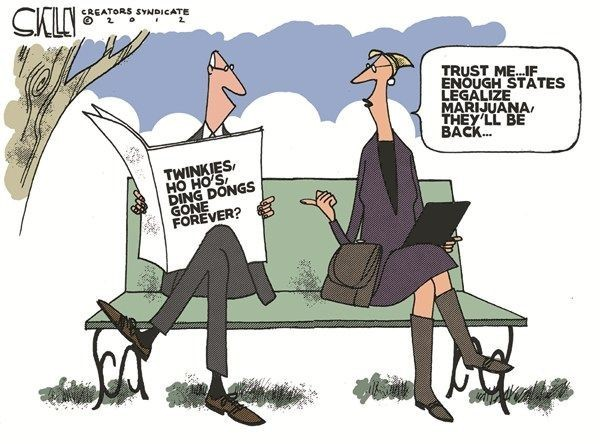 S.KELLEY
CREATORS SYNDICATE
© 2012
TWINKIES,
HO HO'S,
DING DONGS
GONE
FOREVER?
TRUST ME...IF
ENOUGH STATES
LEGALIZE
MARIJUANA,
THEY'LL BE
BACK...